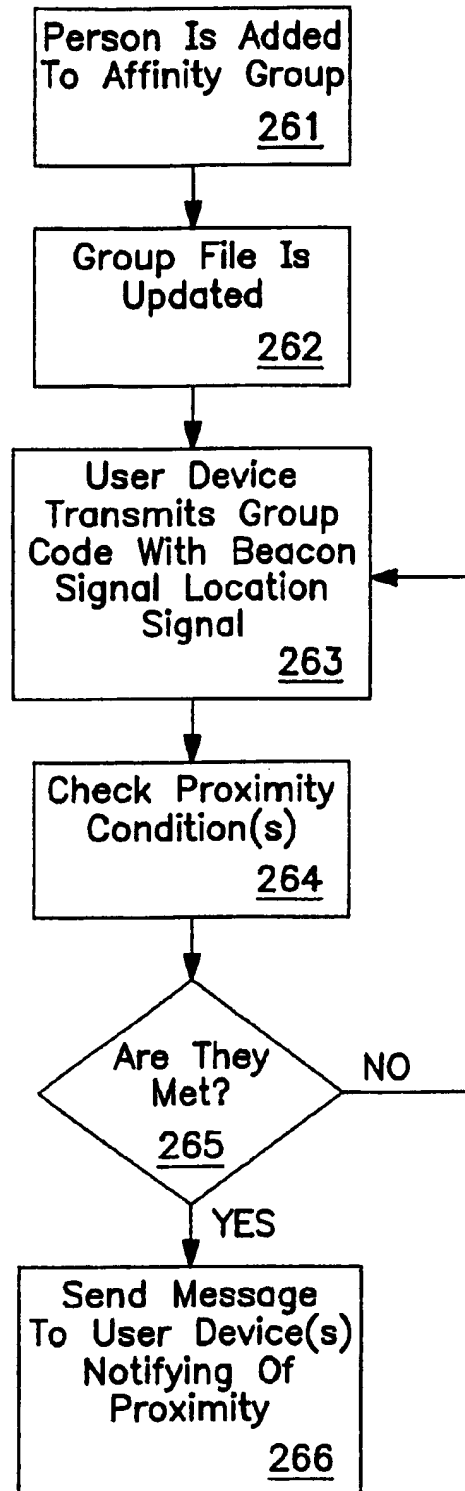 Person Is Added
To Affinity Group
261
Group File Is
Updated
262
User Device
Transmits Group
Code With Beacon
Signal Location
Signal
263
Check Proximity
Condition(s)
264
Are They
Met?
265
NO
YES
Send Message
To User Device(s)
Notifying Of
Proximity
266